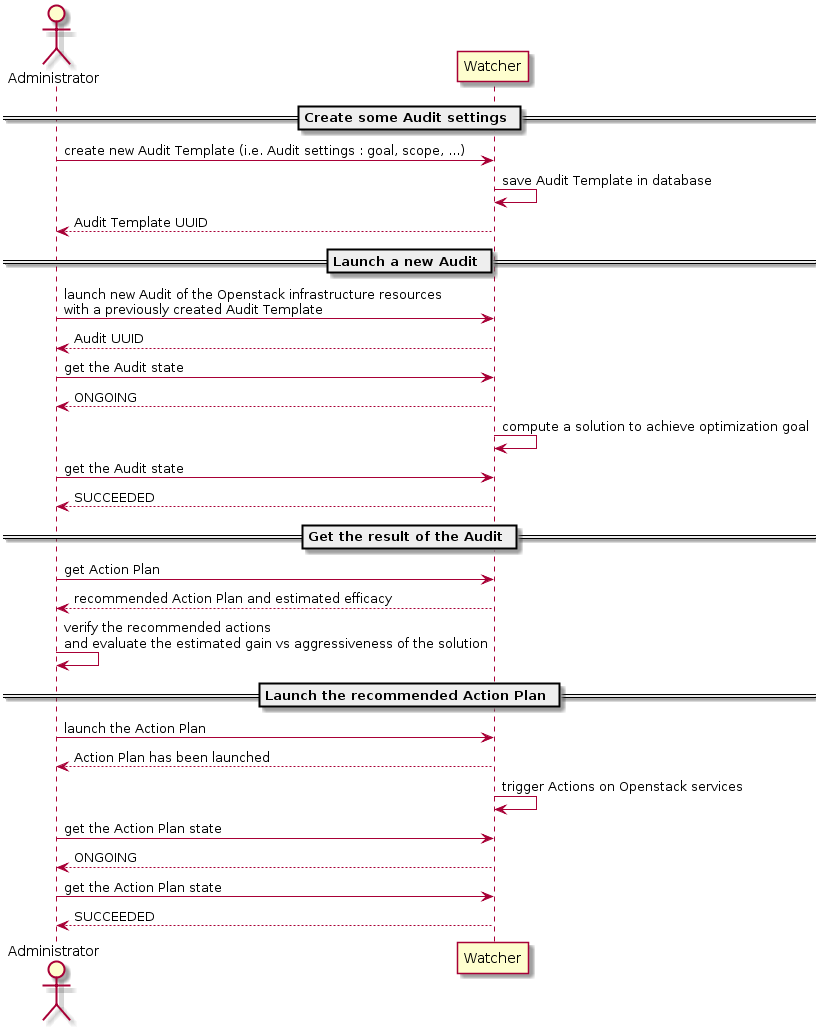 Administrator
Watcher
Create some Audit settings
create new Audit Template (i.e. Audit settings : goal, scope, ...)
save Audit Template in database
Audit Template UUID
Launch a new Audit
launch new Audit of the Openstack infrastructure resources
with a previously created Audit Template
Audit UUID
get the Audit state
ONGOING
compute a solution to achieve optimization goal
get the Audit state
SUCCEEDED
Get the result of the Audit
get Action Plan
recommended Action Plan and estimated efficacy
verify the recommended actions
and evaluate the estimated gain vs aggressiveness of the solution
Launch the recommended Action Plan
launch the Action Plan
Action Plan has been launched
trigger Actions on Openstack services
get the Action Plan state
ONGOING
get the Action Plan state
SUCCEEDED
Administrator
Watcher